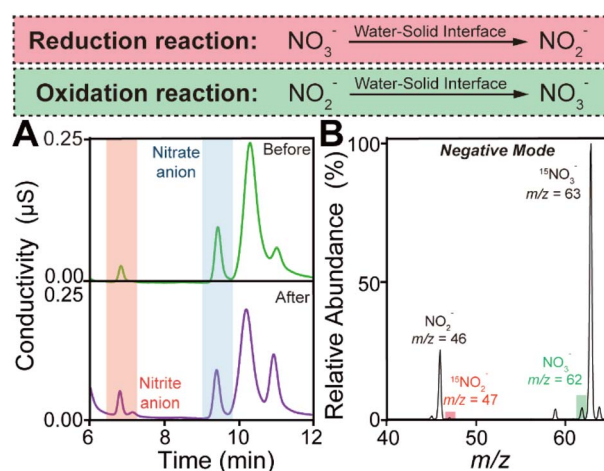 Reduction reaction: NO₃⁻ Water-Solid Interface NO₂⁻
Oxidation reaction: NO₂⁻ Water-Solid Interface NO₃⁻
A
0.25
Before
Nitrate
anion
0.00
0.25
After
Nitrite
anion
0.00
Conductivity (µS)
6 8 10 12
Time (min)
B
100
Negative Mode
¹⁵NO₃⁻
m/z = 63
50
NO₂⁻
m/z = 46
¹⁵NO₂⁻
m/z = 47
NO₃⁻
m/z = 62
0
Relative Abundance (%)
40 50 60
m/z